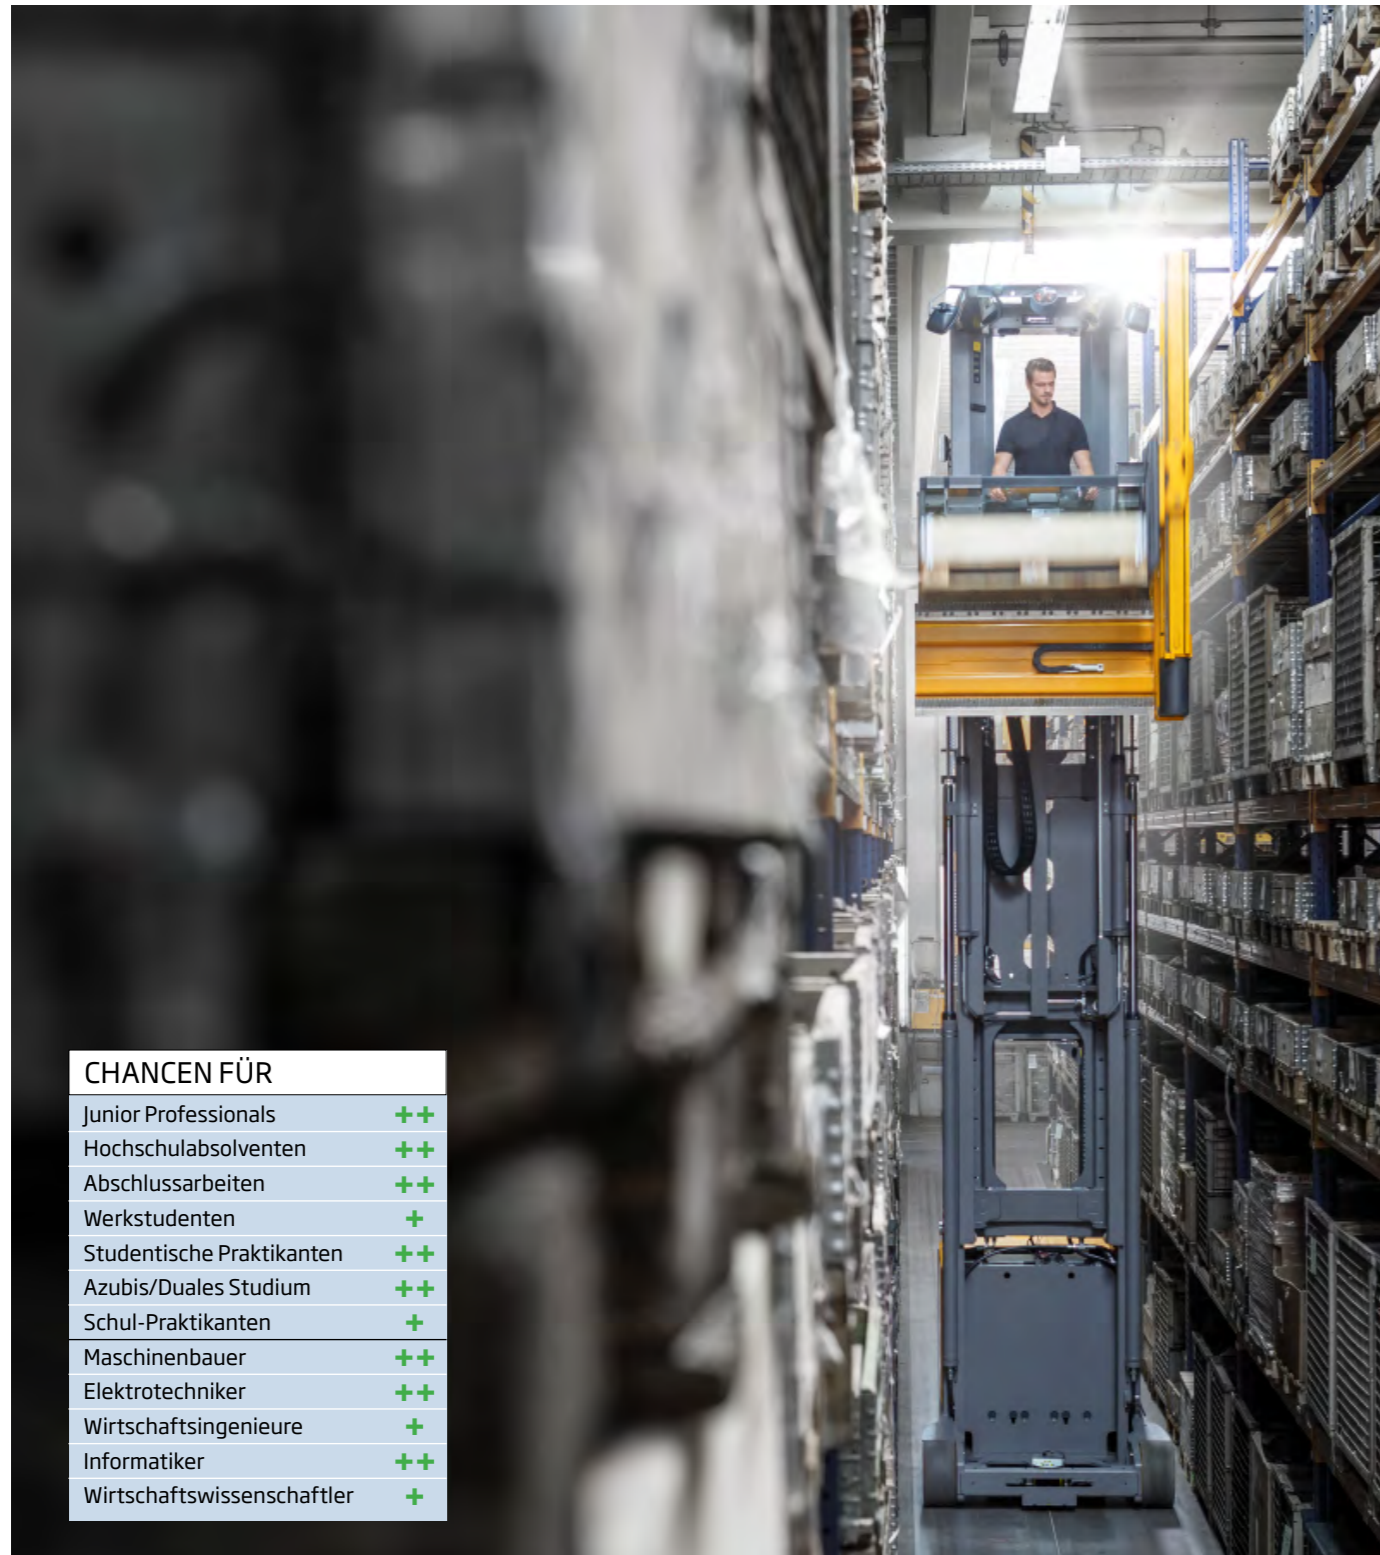 CHANCEN FÜR
Junior Professionals ++
Hochschulabsolventen ++
Abschlussarbeiten ++
Werkstudenten +
Studentische Praktikanten ++
Azubis/Duales Studium ++
Schul-Praktikanten +
Maschinenbauer ++
Elektrotechniker ++
Wirtschaftsingenieure +
Informatiker ++
Wirtschaftswissenschaftler +